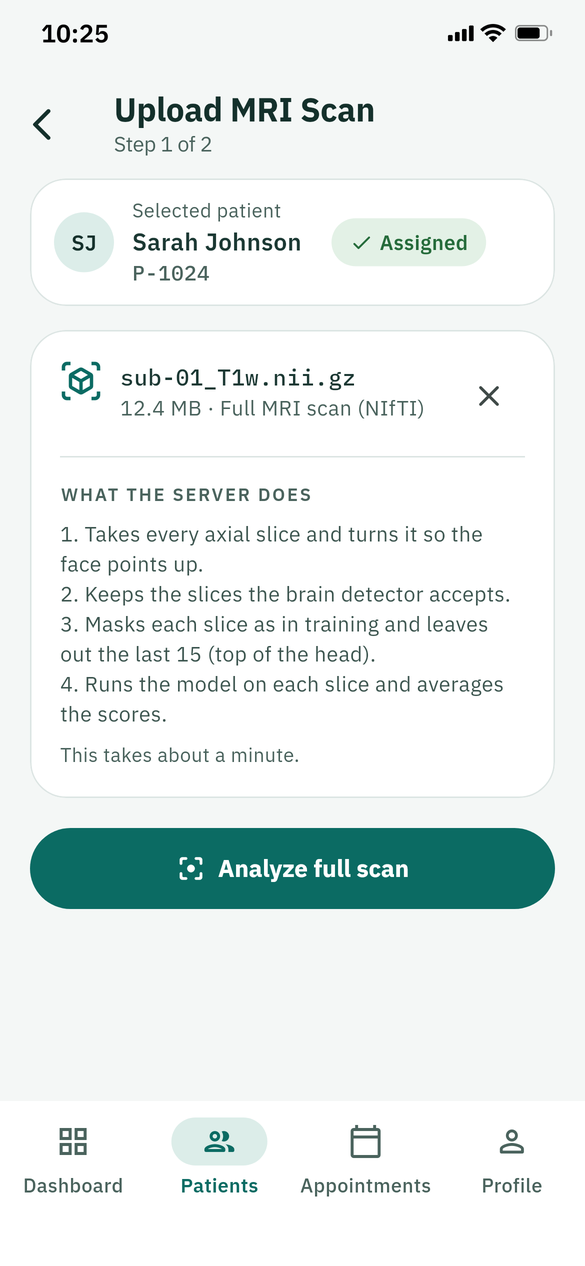 10:25
Upload MRI Scan
Step 1 of 2
Selected patient
SJ
Sarah Johnson
Assigned
P-1024
sub-01_T1w.nii.gz
12.4 MB · Full MRI scan (NIfTI)
WHAT THE SERVER DOES
1. Takes every axial slice and turns it so the
face points up.
2. Keeps the slices the brain detector accepts.
3. Masks each slice as in training and leaves
out the last 15 (top of the head).
4. Runs the model on each slice and averages
the scores.
This takes about a minute.
Analyze full scan
Dashboard
Patients
Appointments
Profile